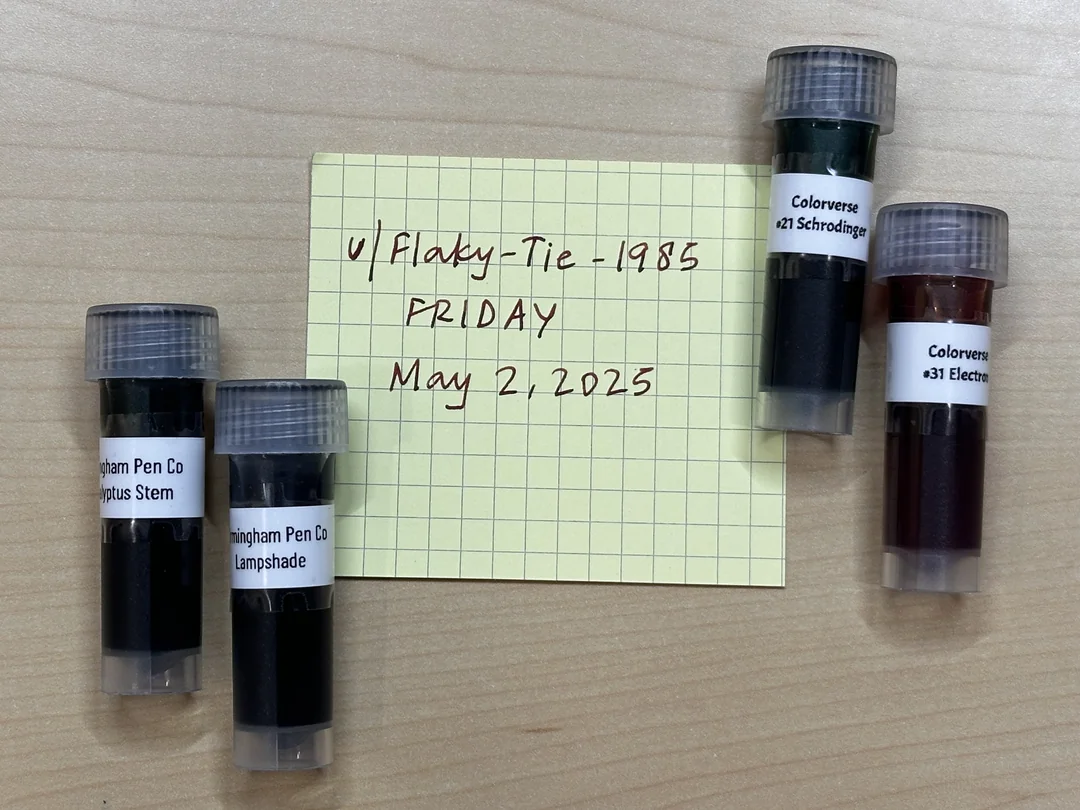 u/Flaky-Tie-1985
FRIDAY
May 2, 2025
Colorverse
#21 Schrodinger
Colorverse
#31 Electron
ngham Pen Co
lyptus Stem
mingham Pen Co
Lampshade